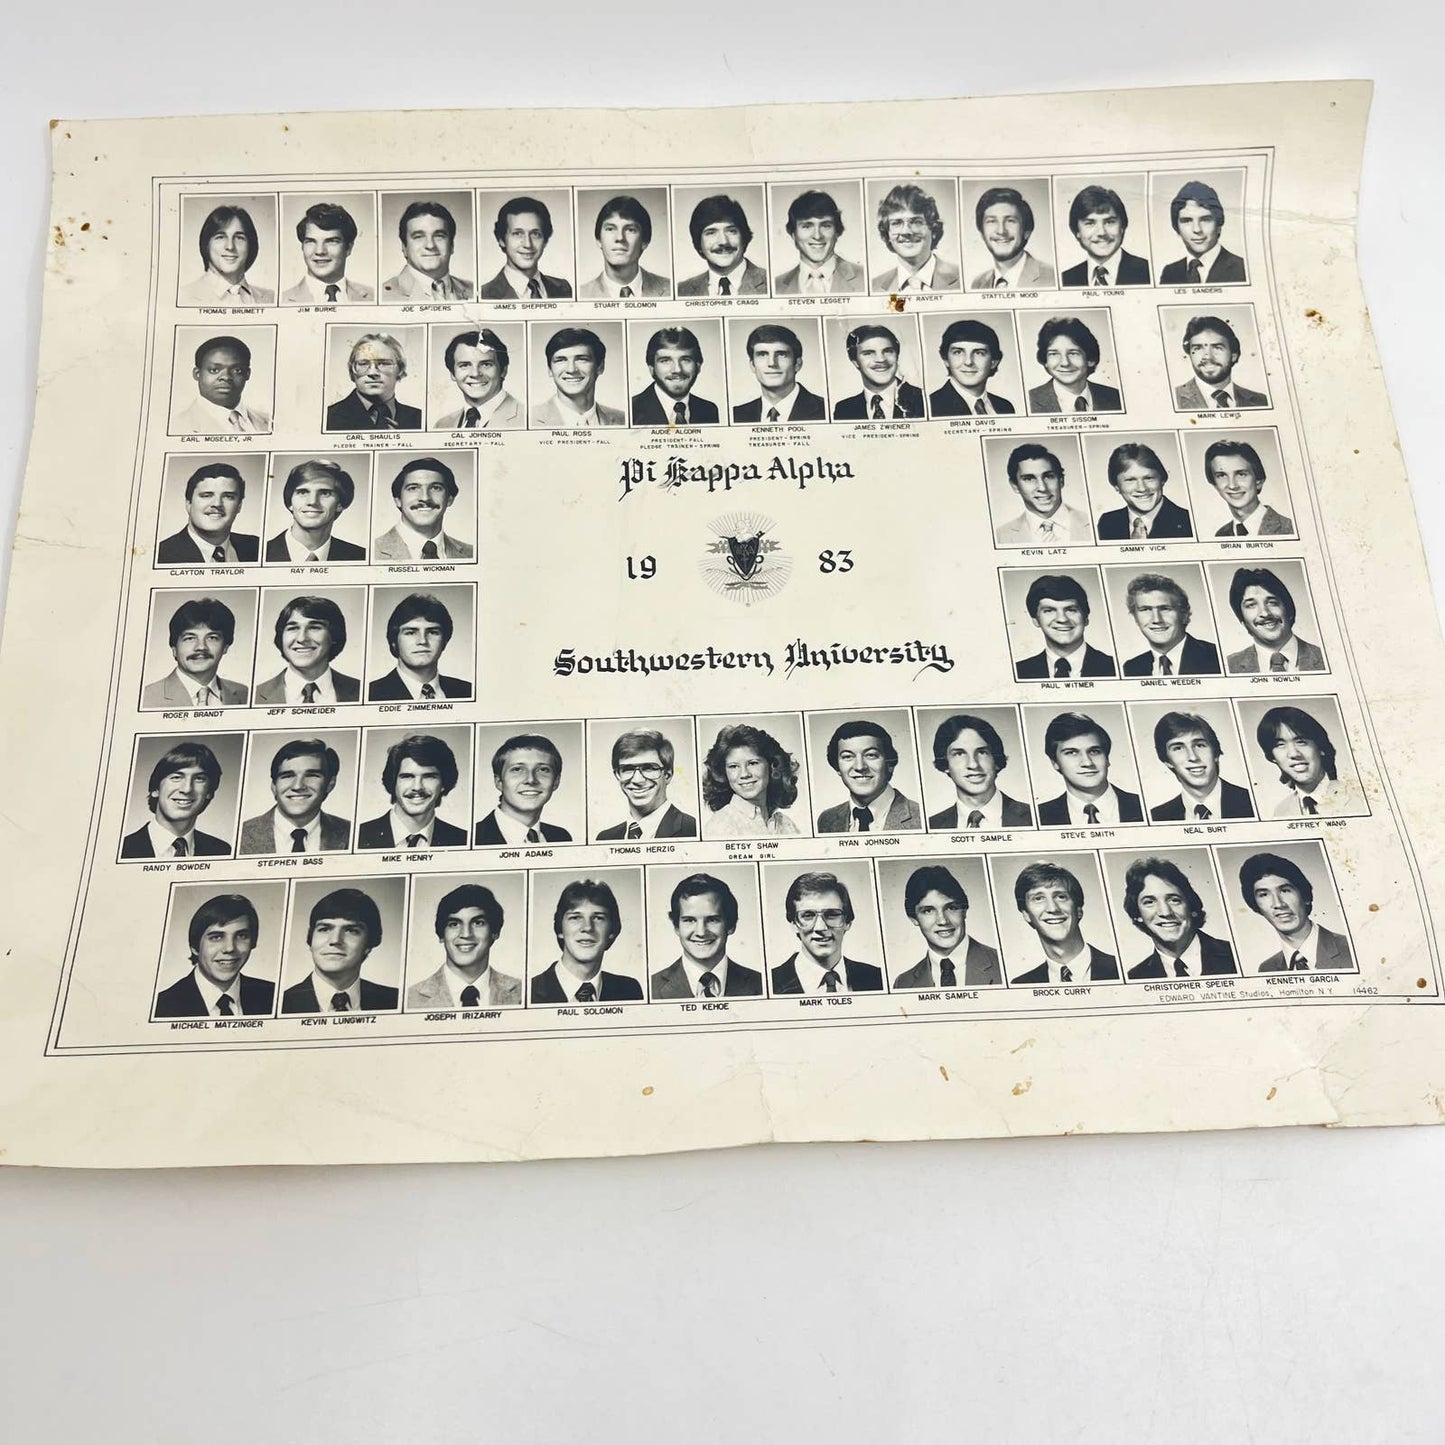 THOMAS BRUMETT JIM BURKE JOE SANDERS JAMES SHEPPERD STUART SOLOMON CHRISTOPHER CRAGG STEVEN LEGGETT RAVERT STATTLER MOOD PAUL YOUNG LES SANDERS
EARL MOSELEY, JR. CARL SHAULIS CAL JOHNSON PAUL ROSS AUDIE ALCORN KENNETH POOL JAMES ZWIENER BRIAN DAVIS BERT SISSOM MARK LEWIS
PLEDGE TRAINER - FALL SECRETARY - FALL VICE PRESIDENT - FALL PRESIDENT - FALL PRESIDENT - SPRING VICE PRESIDENT - SPRING SECRETARY - SPRING TREASURER - SPRING
PLEDGE TRAINER - SPRING TREASURER - FALL
Pi Kappa Alpha
CLAYTON TRAYLOR RAY PAGE RUSSELL WICKMAN KEVIN LATZ SAMMY VICK BRIAN BURTON
19 83
Southwestern University
ROGER BRANDT JEFF SCHNEIDER EDDIE ZIMMERMAN PAUL WITMER DANIEL WEEDEN JOHN NOWLIN
RANDY BOWDEN STEPHEN BASS MIKE HENRY JOHN ADAMS THOMAS HERZIG BETSY SHAW RYAN JOHNSON SCOTT SAMPLE STEVE SMITH NEAL BURT JEFFREY WANG
DREAM GIRL
MICHAEL MATZINGER KEVIN LUNGWITZ JOSEPH IRIZARRY PAUL SOLOMON TED KEHOE MARK TOLES MARK SAMPLE BROCK CURRY CHRISTOPHER SPEIER KENNETH GARCIA
EDWARD VANTINE Studios, Hamilton N.Y. 14462